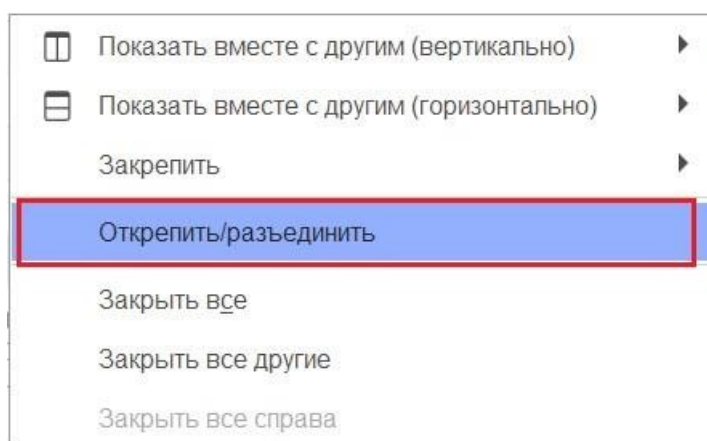 Показать вместе с другим (вертикально)
Показать вместе с другим (горизонтально)
Закрепить
Открепить/разъединить
Закрыть все
Закрыть все другие
Закрыть все справа